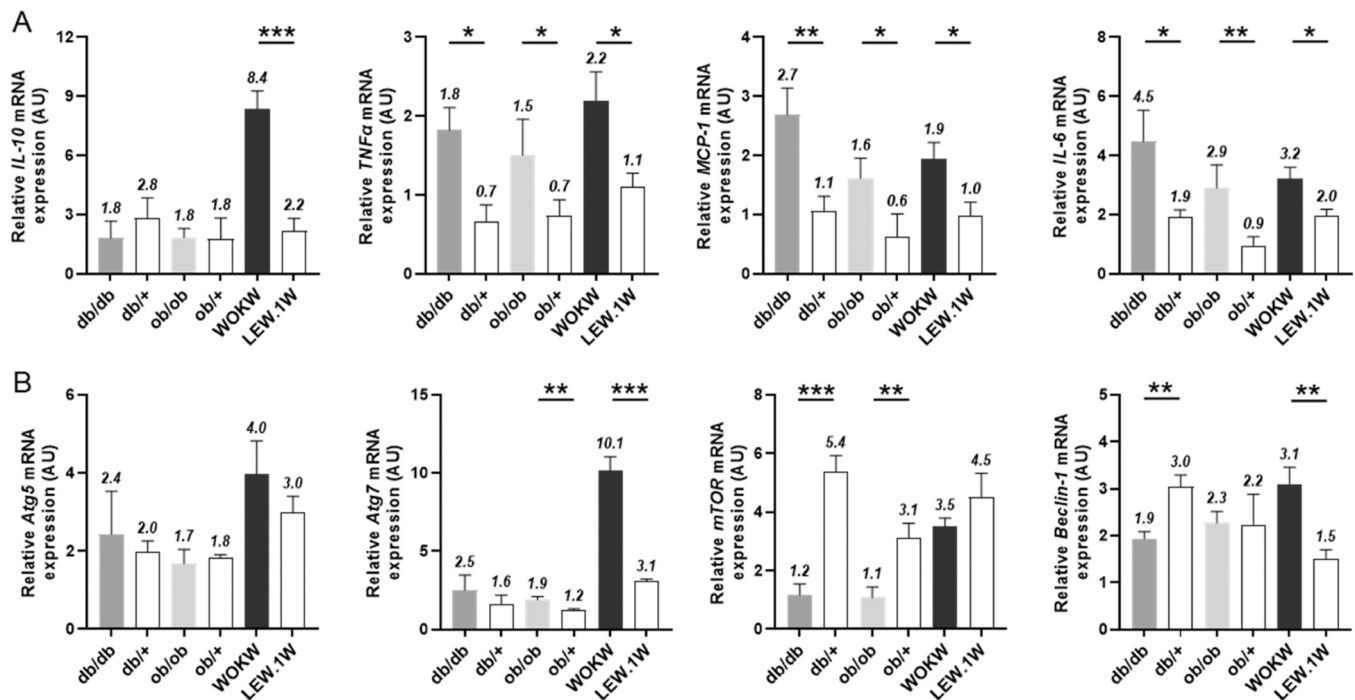 A
Relative IL-10 mRNA
expression (AU)
12
9
6
3
0
***
1.8
2.8
1.8
1.8
8.4
2.2
db/db
db/+
ob/ob
ob/+
WOKW
LEW.1W
Relative TNFα mRNA
expression (AU)
3
2
1
0
*
*
*
1.8
0.7
1.5
0.7
2.2
1.1
db/db
db/+
ob/ob
ob/+
WOKW
LEW.1W
Relative MCP-1 mRNA
expression (AU)
4
3
2
1
0
**
*
*
2.7
1.1
1.6
0.6
1.9
1.0
db/db
db/+
ob/ob
ob/+
WOKW
LEW.1W
Relative IL-6 mRNA
expression (AU)
8
6
4
2
0
*
**
*
4.5
1.9
2.9
0.9
3.2
2.0
db/db
db/+
ob/ob
ob/+
WOKW
LEW.1W
B
Relative Atg5 mRNA
expression (AU)
6
4
2
0
2.4
2.0
1.7
1.8
4.0
3.0
db/db
db/+
ob/ob
ob/+
WOKW
LEW.1W
Relative Atg7 mRNA
expression (AU)
15
10
5
0
**
***
2.5
1.6
1.9
1.2
10.1
3.1
db/db
db/+
ob/ob
ob/+
WOKW
LEW.1W
Relative mTOR mRNA
expression (AU)
8
6
4
2
0
***
**
1.2
5.4
1.1
3.1
3.5
4.5
db/db
db/+
ob/ob
ob/+
WOKW
LEW.1W
Relative Beclin-1 mRNA
expression (AU)
5
4
3
2
1
0
**
**
1.9
3.0
2.3
2.2
3.1
1.5
db/db
db/+
ob/ob
ob/+
WOKW
LEW.1W